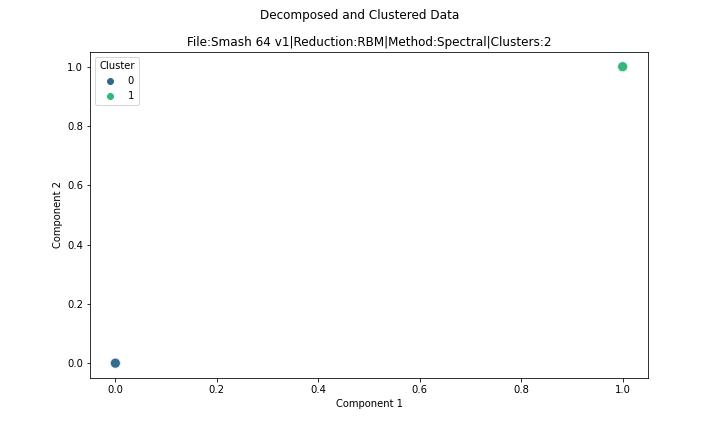 Decomposed and Clustered Data
File:Smash 64 v1|Reduction:RBM|Method:Spectral|Clusters:2
Cluster
0
1
1.0
0.8
0.6
0.4
0.2
0.0
Component 2
0.0 0.2 0.4 0.6 0.8 1.0
Component 1